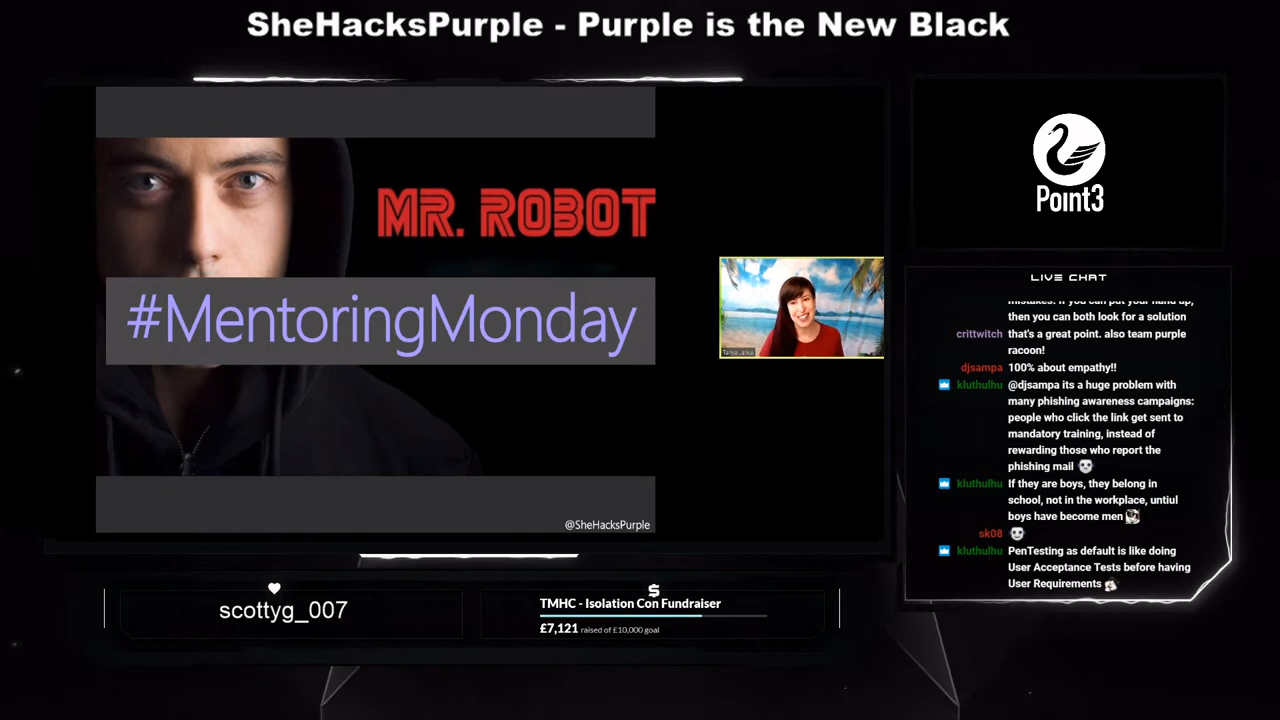 SheHacksPurple - Purple is the New Black
MR. ROBOT
#MentoringMonday
@SheHacksPurple
Point3
LIVE CHAT
mistakes. If you can put your hand up,
then you can both look for a solution
crittwitch that's a great point. also team purple
racoon!
djsampa 100% about empathy!!
kluthulhu @djsampa its a huge problem with
many phishing awareness campaigns:
people who click the link get sent to
mandatory training, instead of
rewarding those who report the
phishing mail
kluthulhu If they are boys, they belong in
school, not in the workplace, untiul
boys have become men
sk08
kluthulhu PenTesting as default is like doing
User Acceptance Tests before having
User Requirements
scottyg_007
$
TMHC - Isolation Con Fundraiser
£7,121 raised of £10,000 goal